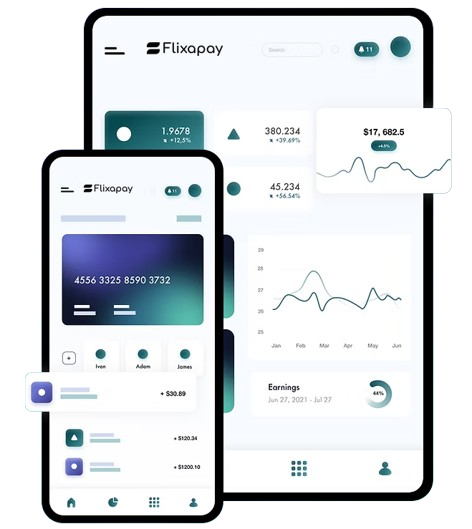 Flixapay
Search
11
1.9678
+12,5%
380.234
+39.69%
$17, 682.5
+4.5%
45.234
+56.54%
29
28
27
26
25
Jan
Feb
Mar
Apr
May
Jun
Earnings
Jun 27, 2021 - Jul 27
44%
Flixapay
11
4556 3325 8590 3732
+
Ivan
Adam
James
+ $30.89
+ $120.34
+ $1200.10